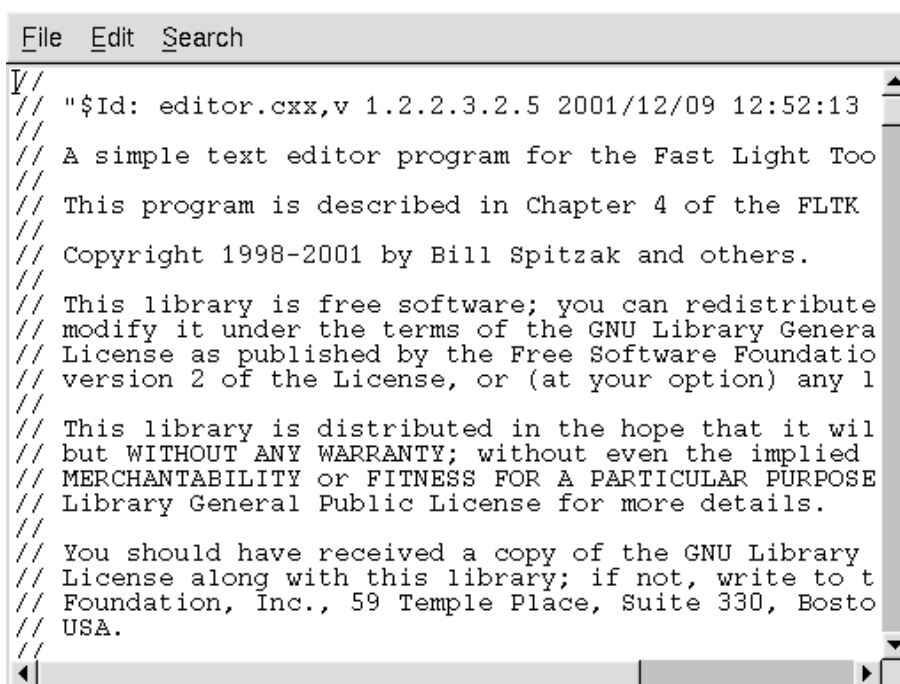 File Edit Search
//
// "$Id: editor.cxx,v 1.2.2.3.2.5 2001/12/09 12:52:13
//
// A simple text editor program for the Fast Light Too
//
// This program is described in Chapter 4 of the FLTK
//
// Copyright 1998-2001 by Bill Spitzak and others.
//
// This library is free software; you can redistribute
// modify it under the terms of the GNU Library Genera
// License as published by the Free Software Foundatio
// version 2 of the License, or (at your option) any l
//
// This library is distributed in the hope that it wil
// but WITHOUT ANY WARRANTY; without even the implied
// MERCHANTABILITY or FITNESS FOR A PARTICULAR PURPOSE
// Library General Public License for more details.
//
// You should have received a copy of the GNU Library
// License along with this library; if not, write to t
// Foundation, Inc., 59 Temple Place, Suite 330, Bosto
// USA.
//